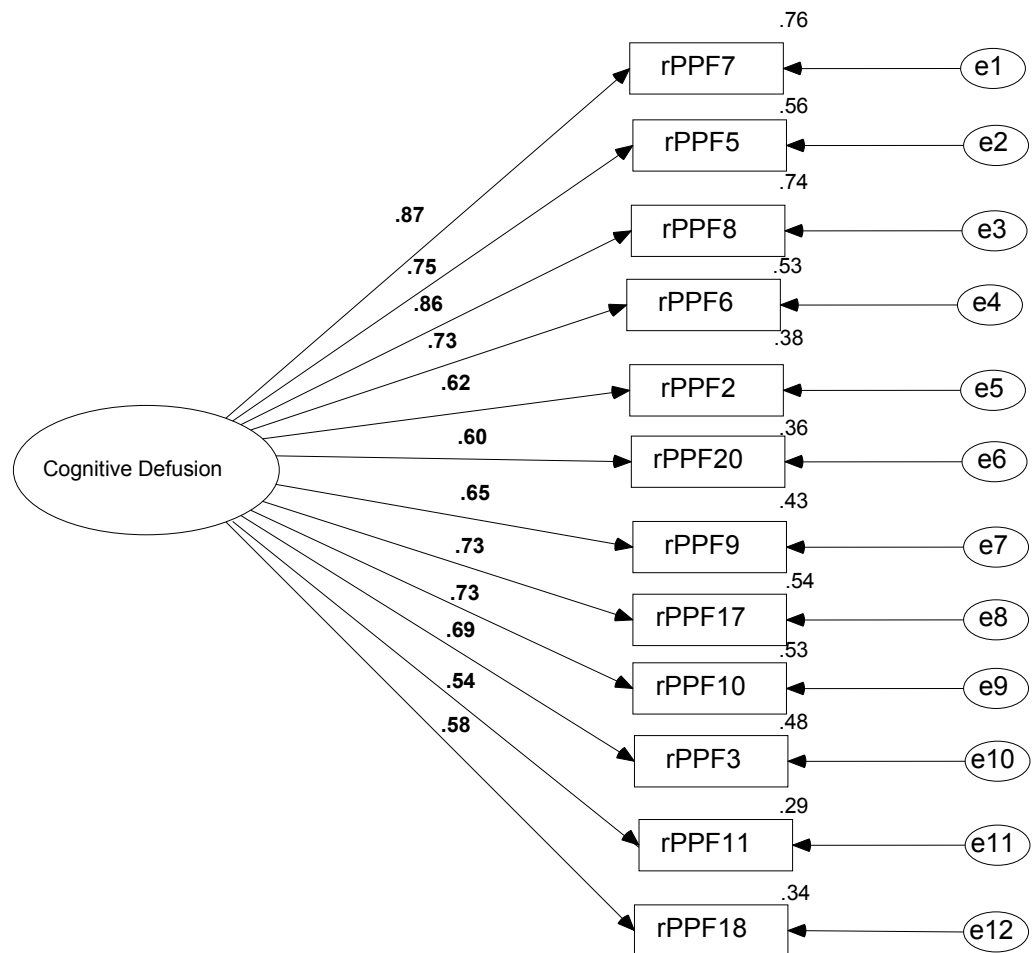 .76
rPPF7
e1
.56
rPPF5
e2
.74
.87
rPPF8
e3
.75
.53
.86
rPPF6
e4
.73
.38
.62
rPPF2
e5
.60
.36
Cognitive Defusion
rPPF20
e6
.65
.43
rPPF9
e7
.73
.54
.73
rPPF17
e8
.69
.53
.54
rPPF10
e9
.58
.48
rPPF3
e10
.29
rPPF11
e11
.34
rPPF18
e12